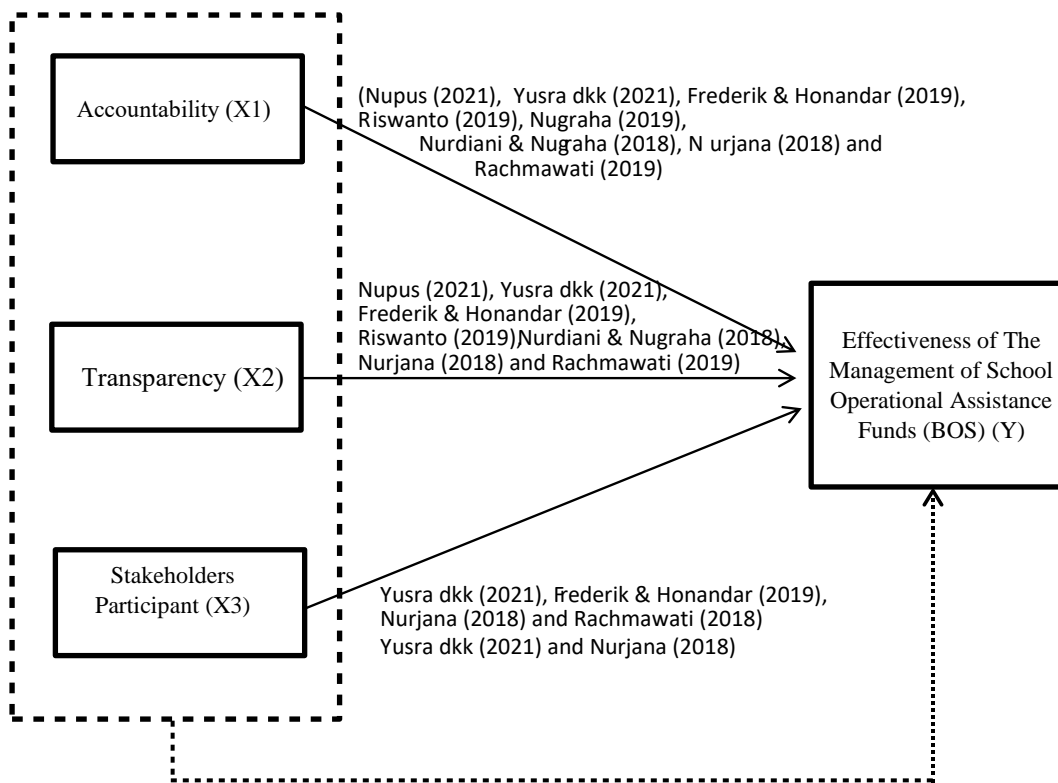 Accountability (X1)
(Nupus (2021), Yusra dkk (2021), Frederik & Honandar (2019),
Riswanto (2019), Nugraha (2019),
Nurdiani & Nugraha (2018), N urjana (2018) and
Rachmawati (2019)
Transparency (X2)
Nupus (2021), Yusra dkk (2021),
Frederik & Honandar (2019),
Riswanto (2019),Nurdiani & Nugraha (2018),
Nurjana (2018) and Rachmawati (2019)
Effectiveness of The
Management of School
Operational Assistance
Funds (BOS) (Y)
Stakeholders
Participant (X3)
Yusra dkk (2021), Frederik & Honandar (2019),
Nurjana (2018) and Rachmawati (2018)
Yusra dkk (2021) and Nurjana (2018)